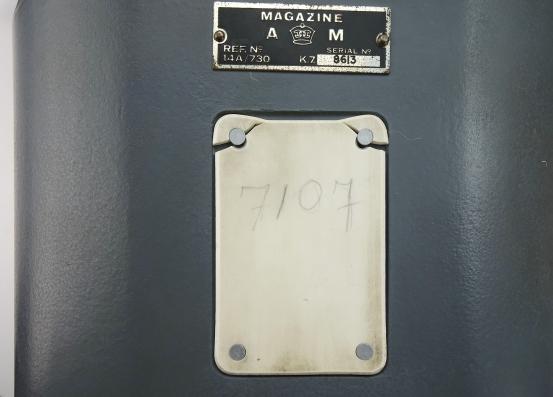 MAGAZINE
A M
REF. Nº SERIAL Nº
14A/730 K7 8613
7107